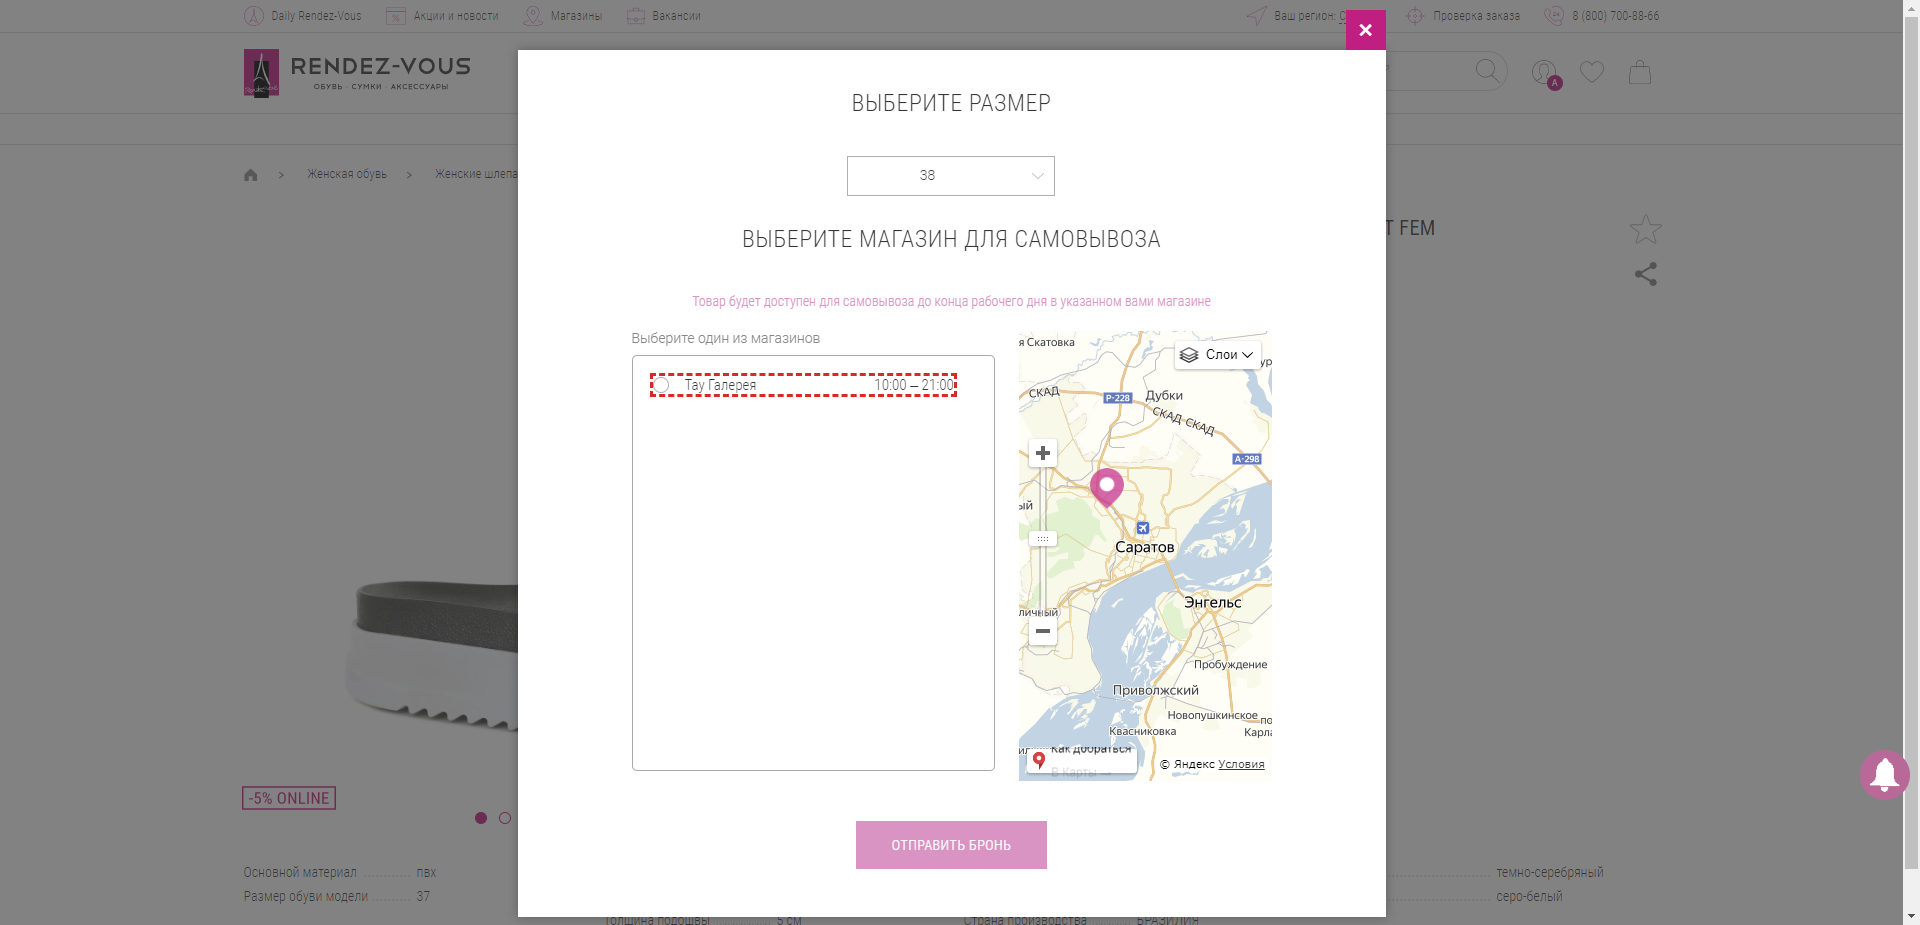 Daily Rendez-Vous
Акции и новости
Магазины
Вакансии
Ваш регион:
Проверка заказа
8 (800) 700-88-66
RENDEZ-VOUS
ОБУВЬ · СУМКИ · АКСЕССУАРЫ
A
Женская обувь
Женские шлепа
T FEM
ВЫБЕРИТЕ РАЗМЕР
38
ВЫБЕРИТЕ МАГАЗИН ДЛЯ САМОВЫВОЗА
Товар будет доступен для самовывоза до конца рабочего дня в указанном вами магазине
Выберите один из магазинов
Тау Галерея 10:00 – 21:00
я Скатовка
Слои
СКАД
Р-228
Дубки
СКАД СКАД
А-298
ый
Саратов
Энгельс
личный
Пробуждение
Приволжский
Новопушкинское
по
Квасниковка
Карла
Как добраться
В Карты →
© Яндекс Условия
ОТПРАВИТЬ БРОНЬ
-5% ONLINE
Основной материал .......... пвх
Размер обуви модели ........ 37
темно-серебряный
серо-белый
Толщина подошвы 5 см
Страна производства БРАЗИЛИЯ